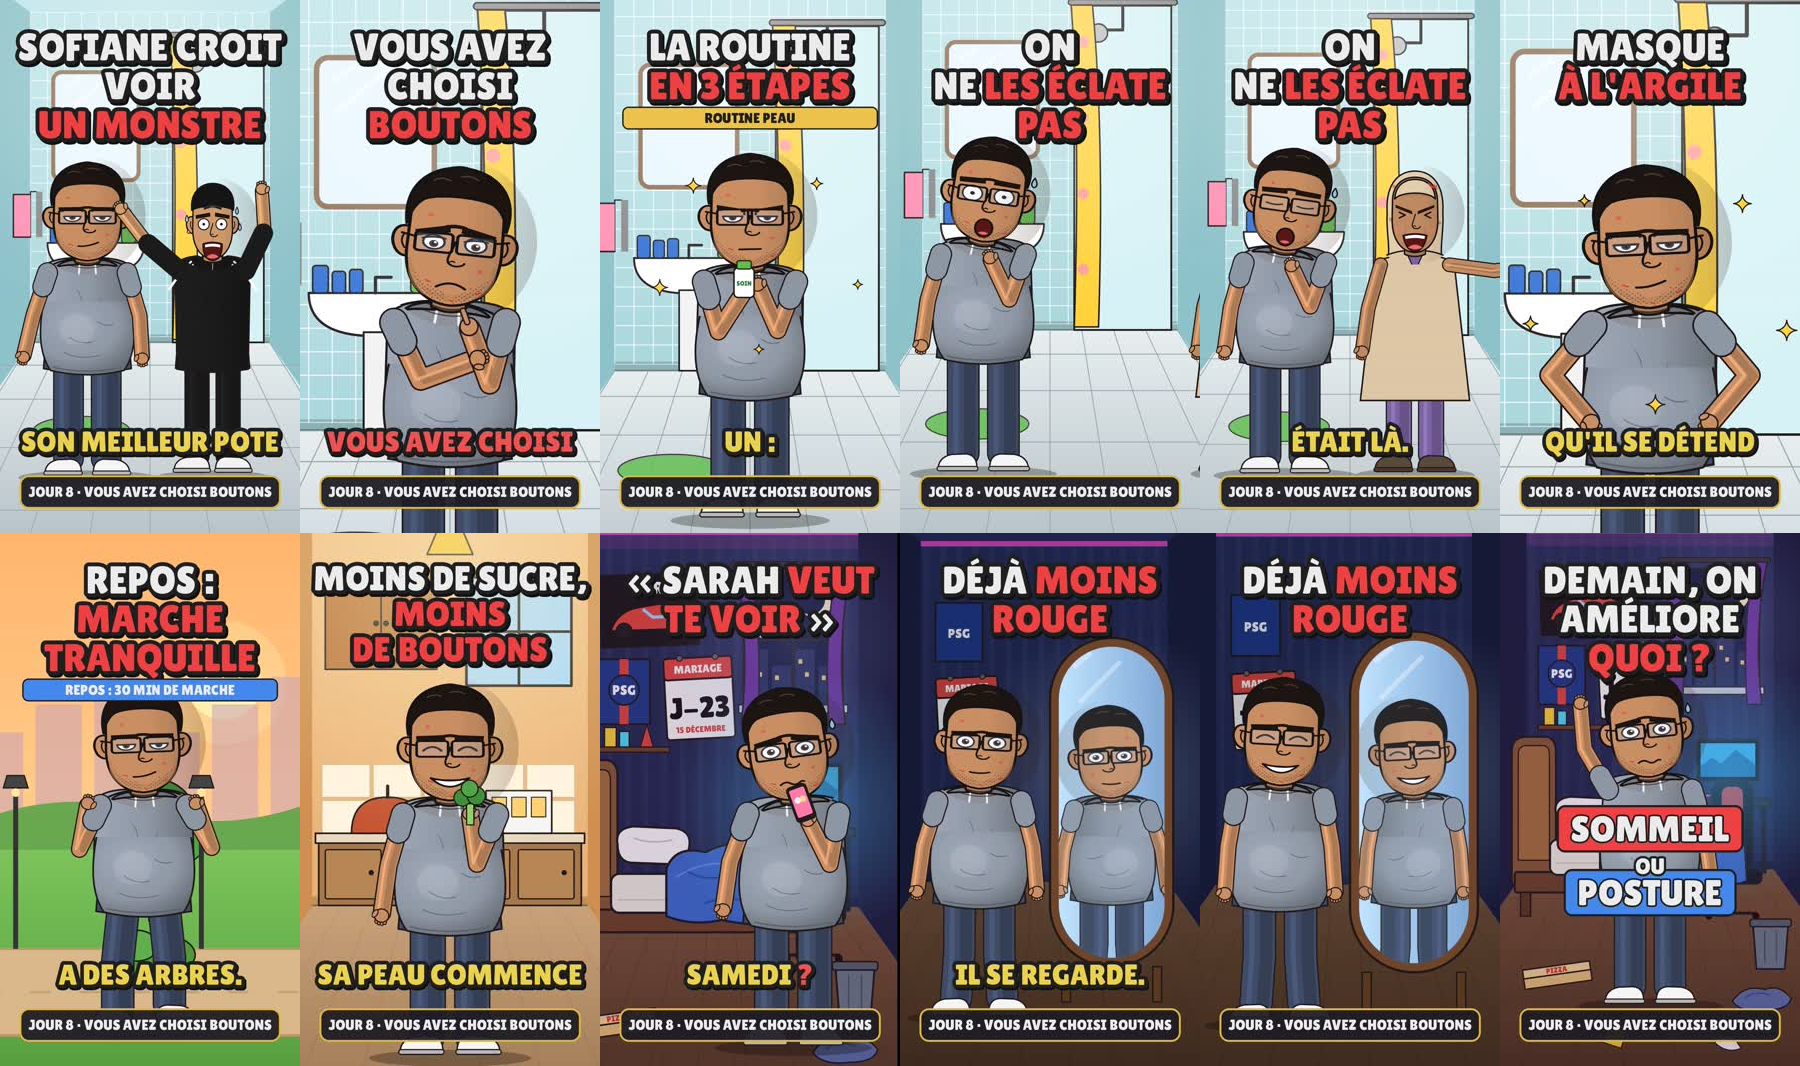 SOFIANE CROIT
VOIR
UN MONSTRE
SON MEILLEUR POTE
JOUR 8 · VOUS AVEZ CHOISI BOUTONS
VOUS AVEZ
CHOISI
BOUTONS
VOUS AVEZ CHOISI
JOUR 8 · VOUS AVEZ CHOISI BOUTONS
LA ROUTINE
EN 3 ÉTAPES
ROUTINE PEAU
SOIN
UN :
JOUR 8 · VOUS AVEZ CHOISI BOUTONS
ON
NE LES ÉCLATE
PAS
JOUR 8 · VOUS AVEZ CHOISI BOUTONS
ON
NE LES ÉCLATE
PAS
ÉTAIT LÀ.
JOUR 8 · VOUS AVEZ CHOISI BOUTONS
MASQUE
À L'ARGILE
QU'IL SE DÉTEND
JOUR 8 · VOUS AVEZ CHOISI BOUTONS
REPOS :
MARCHE
TRANQUILLE
REPOS : 30 MIN DE MARCHE
A DES ARBRES.
JOUR 8 · VOUS AVEZ CHOISI BOUTONS
MOINS DE SUCRE,
MOINS
DE BOUTONS
SA PEAU COMMENCE
JOUR 8 · VOUS AVEZ CHOISI BOUTONS
« SARAH VEUT
TE VOIR »
PSG
MARIAGE
J-23
15 DÉCEMBRE
SAMEDI ?
JOUR 8 · VOUS AVEZ CHOISI BOUTONS
DÉJÀ MOINS
ROUGE
PSG
IL SE REGARDE.
JOUR 8 · VOUS AVEZ CHOISI BOUTONS
DÉJÀ MOINS
ROUGE
PSG
JOUR 8 · VOUS AVEZ CHOISI BOUTONS
DEMAIN, ON
AMÉLIORE
QUOI ?
PSG
SOMMEIL
OU
POSTURE
PIZZA
JOUR 8 · VOUS AVEZ CHOISI BOUTONS